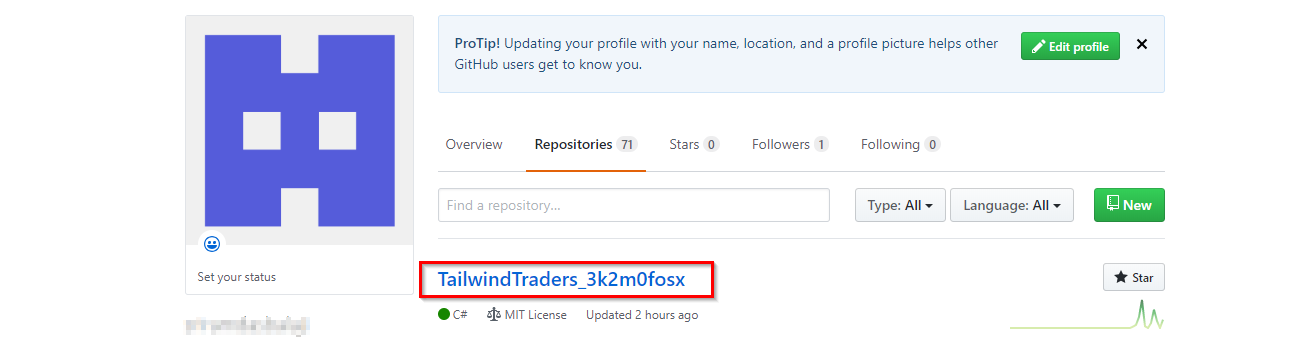 ProTip! Updating your profile with your name, location, and a profile picture helps other
GitHub users get to know you.
Edit profile
Overview
Repositories 71
Stars 0
Followers 1
Following 0
Find a repository...
Type: All
Language: All
New
Set your status
TailwindTraders_3k2m0fosx
Star
C#
MIT License
Updated 2 hours ago